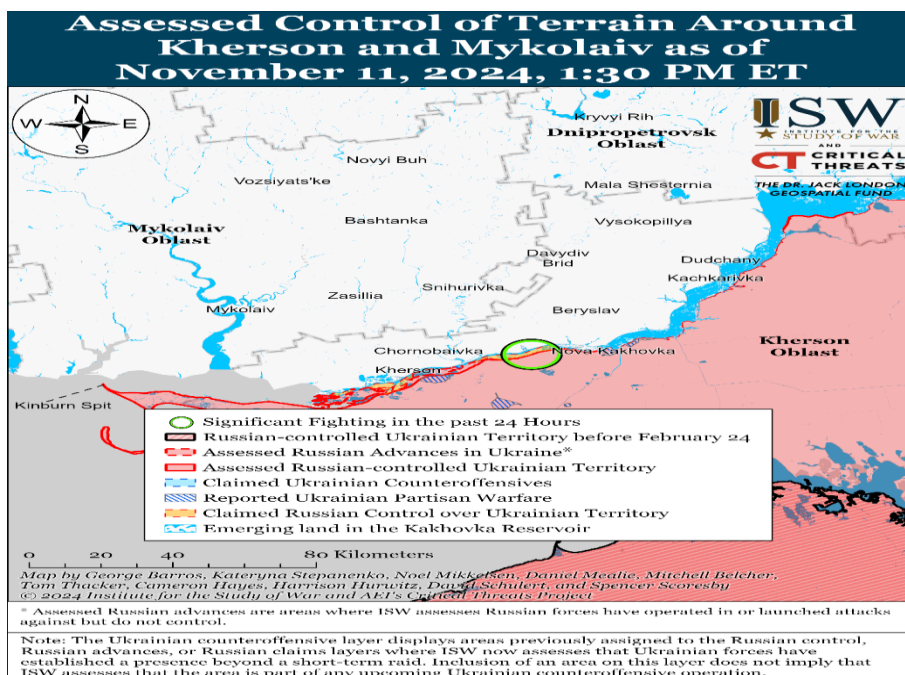 Assessed Control of Terrain Around
Kherson and Mykolaiv as of
November 11, 2024, 1:30 PM ET
N
W E
S
Kryvyi Rih
Dnipropetrovsk
Oblast
ISW
INSTITUTE FOR THE
STUDY OF WAR
AND
CT CRITICAL
THREATS
THE DR. JACK LONDON
GEOSPATIAL FUND
Novyi Buh
Vozsiyats'ke
Mala Shesternia
Mykolaiv
Oblast
Bashtanka
Vysokopillya
Davydiv
Brid
Dudchany
Kachkarivka
Snihurivka
Zasillia
Mykolaiv
Beryslav
Chornobaivka
Nova Kakhovka
Kherson
Kherson
Oblast
Kinburn Spit
Significant Fighting in the past 24 Hours
Russian-controlled Ukrainian Territory before February 24
Assessed Russian Advances in Ukraine*
Assessed Russian-controlled Ukrainian Territory
Claimed Ukrainian Counteroffensives
Reported Ukrainian Partisan Warfare
Claimed Russian Control over Ukrainian Territory
Emerging land in the Kakhovka Reservoir
0 20 40 80 Kilometers
Map by George Barros, Kateryna Stepanenko, Noel Mikkelsen, Daniel Mealie, Mitchell Belcher,
Tom Thacker, Cameron Hayes, Harrison Hurwitz, David Schulert, and Spencer Scoresby
© 2024 Institute for the Study of War and AEI's Critical Threats Project
* Assessed Russian advances are areas where ISW assesses Russian forces have operated in or launched attacks
against but do not control.
Note: The Ukrainian counteroffensive layer displays areas previously assigned to the Russian control,
Russian advances, or Russian claims layers where ISW now assesses that Ukrainian forces have
established a presence beyond a short-term raid. Inclusion of an area on this layer does not imply that
ISW assesses that the area is part of any upcoming Ukrainian counteroffensive operation.